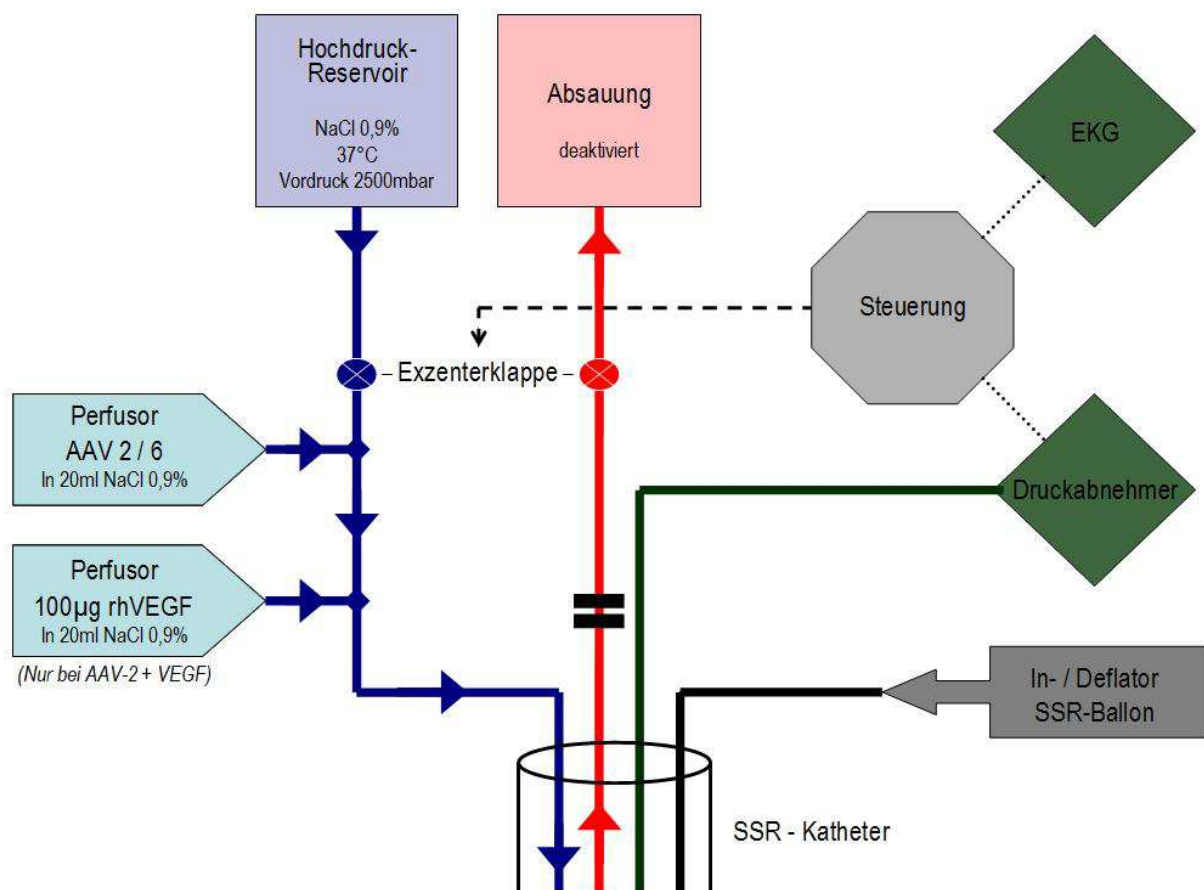 Hochdruck-
Reservoir
NaCl 0,9%
37°C
Vordruck 2500mbar
Absauung
deaktiviert
EKG
Steuerung
– Exzenterklappe –
Perfusor
AAV 2 / 6
In 20ml NaCl 0,9%
Druckabnehmer
Perfusor
100µg rhVEGF
In 20ml NaCl 0,9%
(Nur bei AAV-2 + VEGF)
In- / Deflator
SSR-Ballon
SSR - Katheter